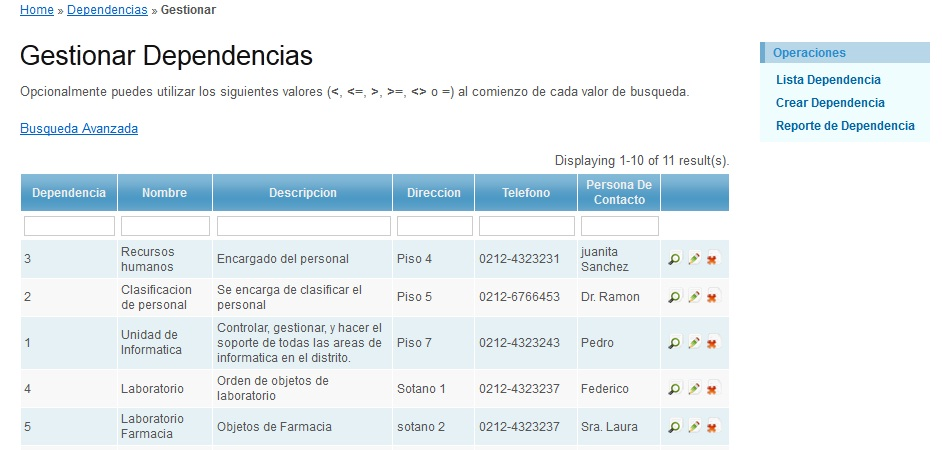 Home » Dependencias » Gestionar
Gestionar Dependencias
Opcionalmente puedes utilizar los siguientes valores (<, <=, >, >=, <> o =) al comienzo de cada valor de busqueda.
Busqueda Avanzada
Operaciones
Lista Dependencia
Crear Dependencia
Reporte de Dependencia
Displaying 1-10 of 11 result(s).
Dependencia Nombre Descripcion Direccion Telefono Persona De
Contacto
3 Recursos
humanos Encargado del personal Piso 4 0212-4323231 juanita
Sanchez
2 Clasificacion
de personal Se encarga de clasificar el
personal Piso 5 0212-6766453 Dr. Ramon
1 Unidad de
Informatica Controlar, gestionar, y hacer el
soporte de todas las areas de
informatica en el distrito. Piso 7 0212-4323243 Pedro
4 Laboratorio Orden de objetos de
laboratorio Sotano 1 0212-4323237 Federico
5 Laboratorio
Farmacia Objetos de Farmacia sotano 2 0212-4323237 Sra. Laura